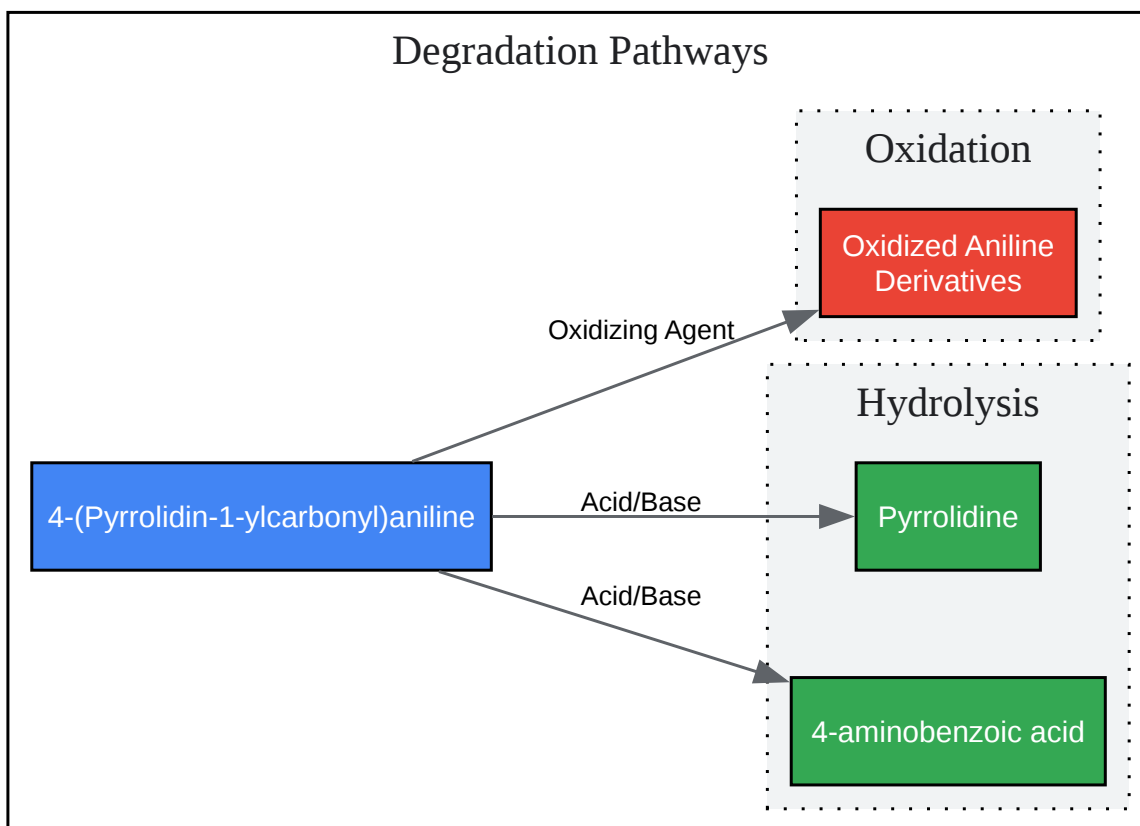 Degradation Pathways
Oxidation
Oxidized Aniline
Derivatives
Oxidizing Agent
Hydrolysis
4-(Pyrrolidin-1-ylcarbonyl)aniline
Acid/Base
Pyrrolidine
Acid/Base
4-aminobenzoic acid